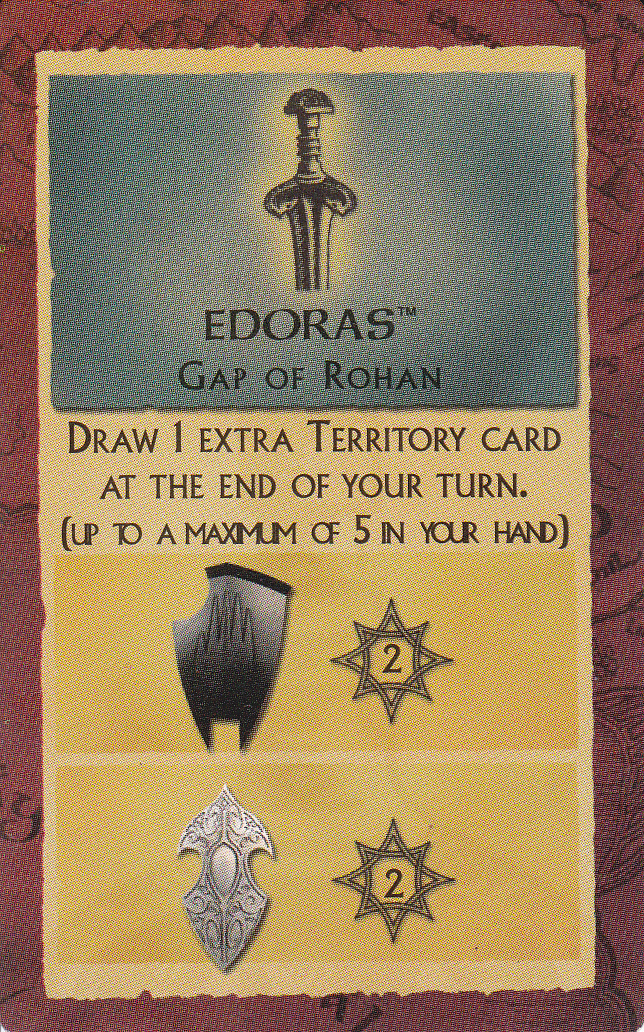 EDORAS™
GAP OF ROHAN
DRAW 1 EXTRA TERRITORY CARD
AT THE END OF YOUR TURN.
(UP TO A MAXIMUM OF 5 IN YOUR HAND)
2
2